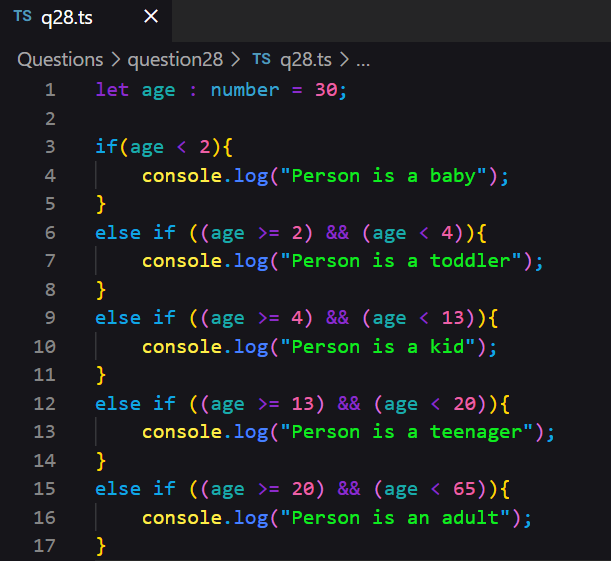 TS q28.ts ×
Questions > question28 > TS q28.ts > ...
1 let age : number = 30;
2
3 if(age < 2){
4 console.log("Person is a baby");
5 }
6 else if ((age >= 2) && (age < 4)){
7 console.log("Person is a toddler");
8 }
9 else if ((age >= 4) && (age < 13)){
10 console.log("Person is a kid");
11 }
12 else if ((age >= 13) && (age < 20)){
13 console.log("Person is a teenager");
14 }
15 else if ((age >= 20) && (age < 65)){
16 console.log("Person is an adult");
17 }